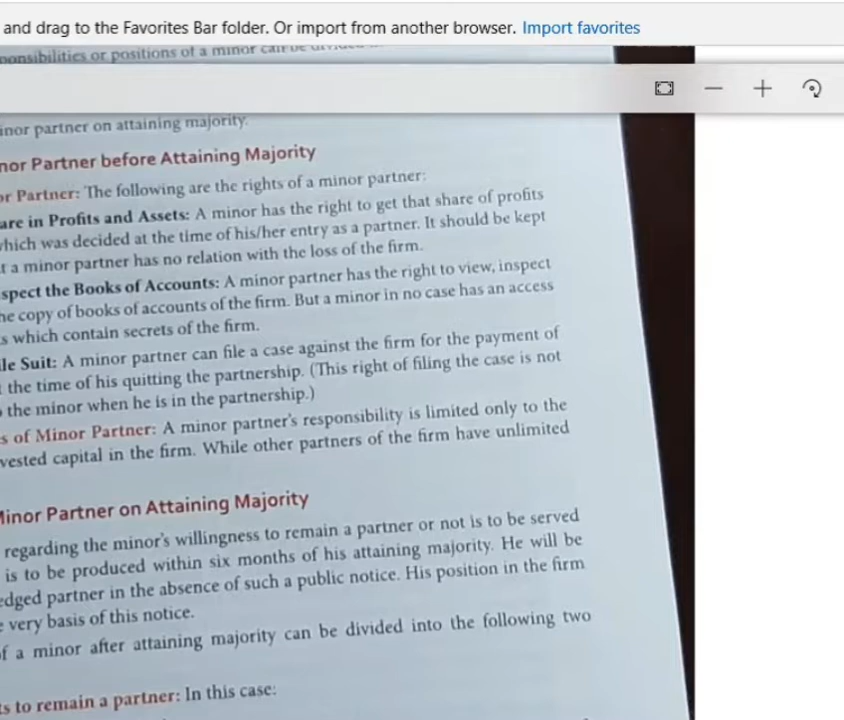 and drag to the Favorites Bar folder. Or import from another browser. Import favorites
onsibilities or positions of a minor can be
inor partner on attaining majority.
nor Partner before Attaining Majority
or Partner: The following are the rights of a minor partner:
are in Profits and Assets: A minor has the right to get that share of profits
which was decided at the time of his/her entry as a partner. It should be kept
t a minor partner has no relation with the loss of the firm.
spect the Books of Accounts: A minor partner has the right to view, inspect
he copy of books of accounts of the firm. But a minor in no case has an access
s which contain secrets of the firm.
le Suit: A minor partner can file a case against the firm for the payment of
t the time of his quitting the partnership. (This right of filing the case is not
o the minor when he is in the partnership.)
s of Minor Partner: A minor partner's responsibility is limited only to the
vested capital in the firm. While other partners of the firm have unlimited
Minor Partner on Attaining Majority
regarding the minor's willingness to remain a partner or not is to be served
is to be produced within six months of his attaining majority. He will be
edged partner in the absence of such a public notice. His position in the firm
e very basis of this notice.
f a minor after attaining majority can be divided into the following two
ts to remain a partner: In this case: